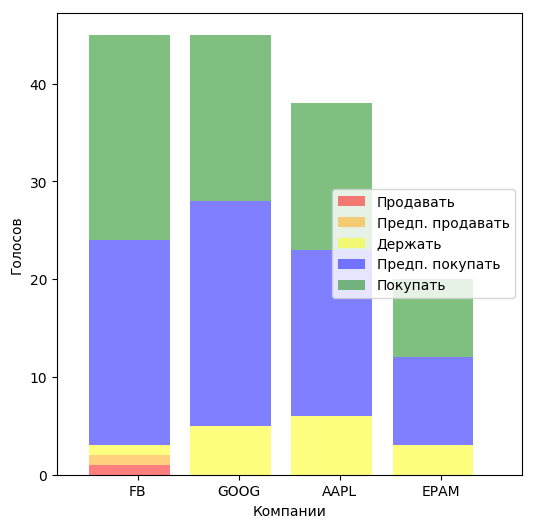 Голосов
40
30
20
10
0
Продавать
Предп. продавать
Держать
Предп. покупать
Покупать
FB
GOOG
AAPL
EPAM
Компании